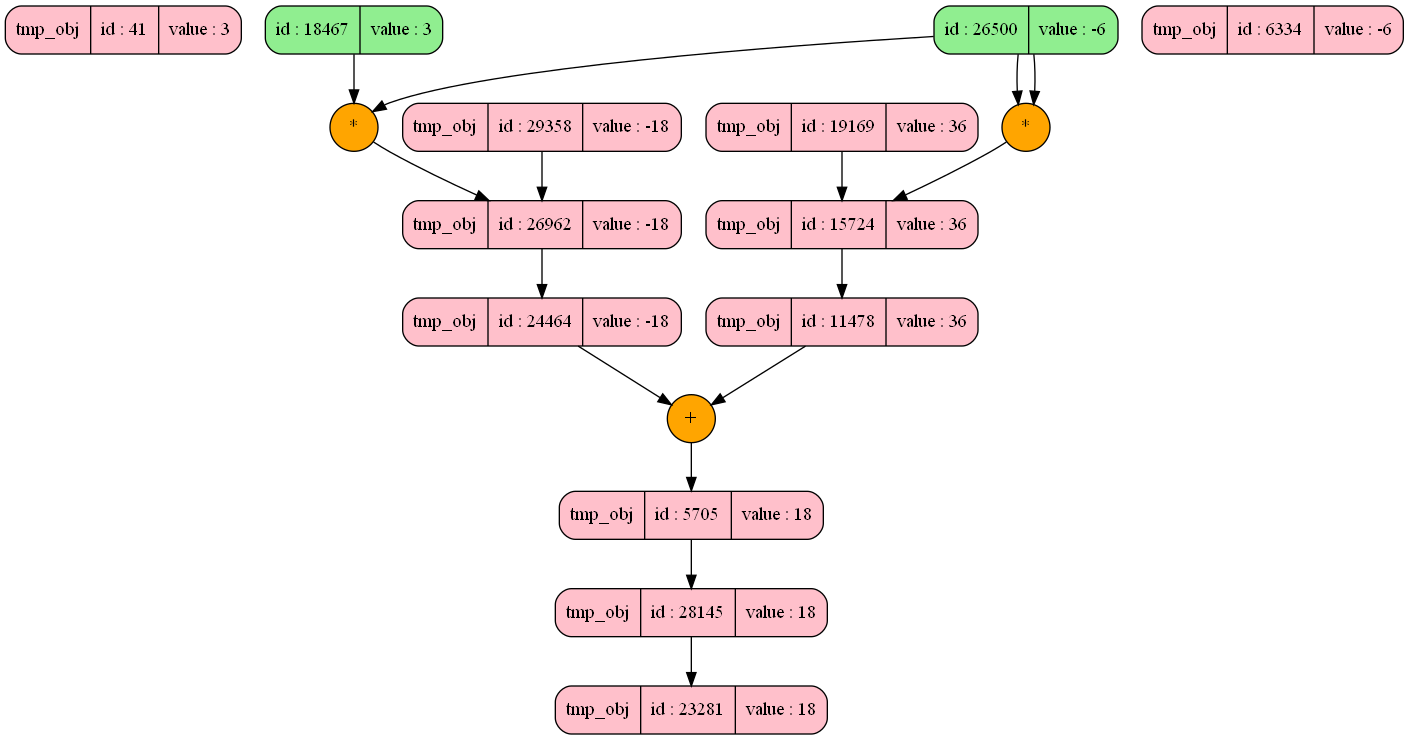 tmp_obj id : 41 value : 3
id : 18467 value : 3
id : 26500 value : -6
tmp_obj id : 6334 value : -6
*
tmp_obj id : 29358 value : -18
tmp_obj id : 19169 value : 36
*
tmp_obj id : 26962 value : -18
tmp_obj id : 15724 value : 36
tmp_obj id : 24464 value : -18
tmp_obj id : 11478 value : 36
+
tmp_obj id : 5705 value : 18
tmp_obj id : 28145 value : 18
tmp_obj id : 23281 value : 18